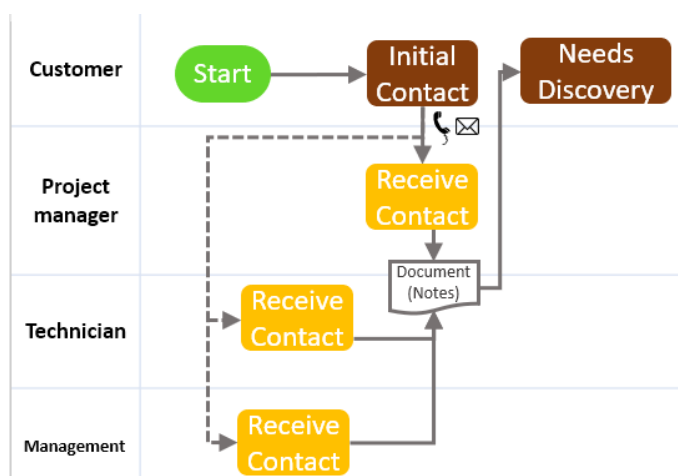 Customer
Start
Initial
Contact
Needs
Discovery
Project
manager
Receive
Contact
Document
(Notes)
Technician
Receive
Contact
Management
Receive
Contact